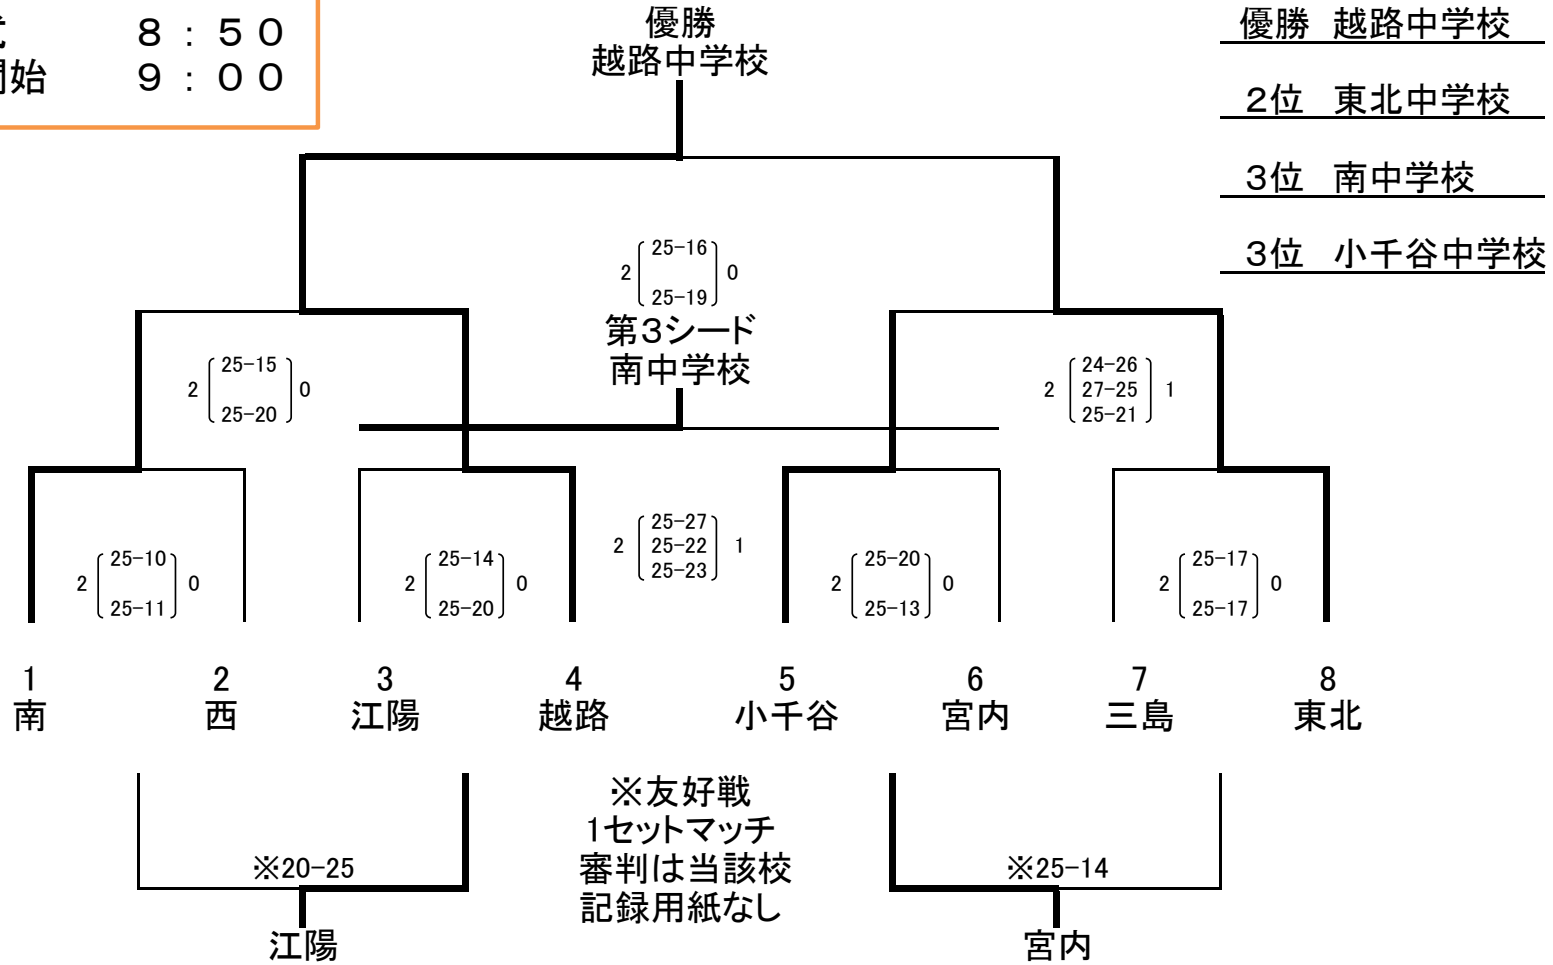 ８：５０
開始　９：００
優勝
越路中学校
優勝 越路中学校
2位 東北中学校
3位 南中学校
3位 小千谷中学校
25-16
2 0
25-19
第3シード
南中学校
25-15
2 0
25-20
24-26
2 27-25 1
25-21
25-27
2 25-22 1
25-23
25-10
2 0
25-11
25-14
2 0
25-20
25-20
2 0
25-13
25-17
2 0
25-17
1 2 3 4 5 6 7 8
南 西 江陽 越路 小千谷 宮内 三島 東北
※友好戦
1セットマッチ
審判は当該校
記録用紙なし
※20-25
※25-14
江陽
宮内